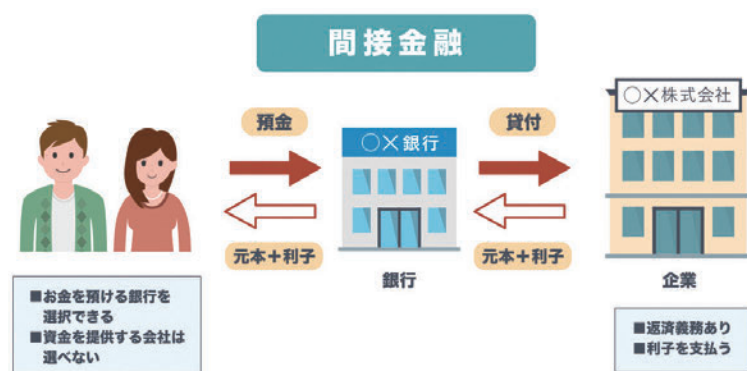 間接金融
○×株式会社
預金
貸付
○×銀行
元本+利子
元本+利子
銀行
企業
■お金を預ける銀行を
選択できる
■資金を提供する会社は
選べない
■返済義務あり
■利子を支払う